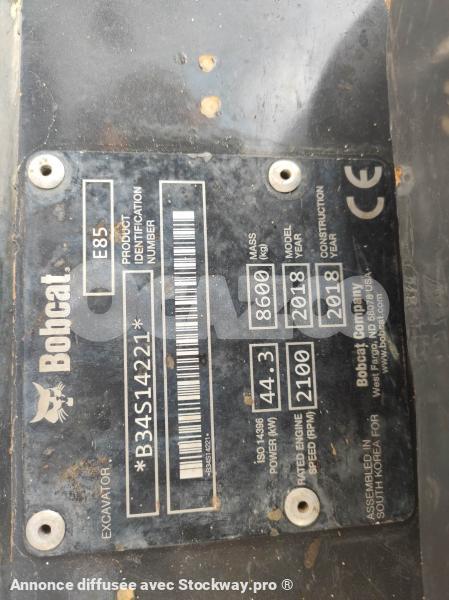 Bobcat.
EXCAVATOR
E85
PRODUCT
IDENTIFICATION
NUMBER
*B34S14221*
*B34S14221*
ISO 14396
POWER (kW)
44.3
MASS
(kg)
8600
RATED ENGINE
SPEED (RPM)
2100
MODEL
YEAR
2018
CONSTRUCTION
YEAR
2018
ASSEMBLED IN
SOUTH KOREA FOR
Bobcat Company
West Fargo, ND 58078 USA
www.bobcat.com
CE
Annonce diffusée avec Stockway.pro ®